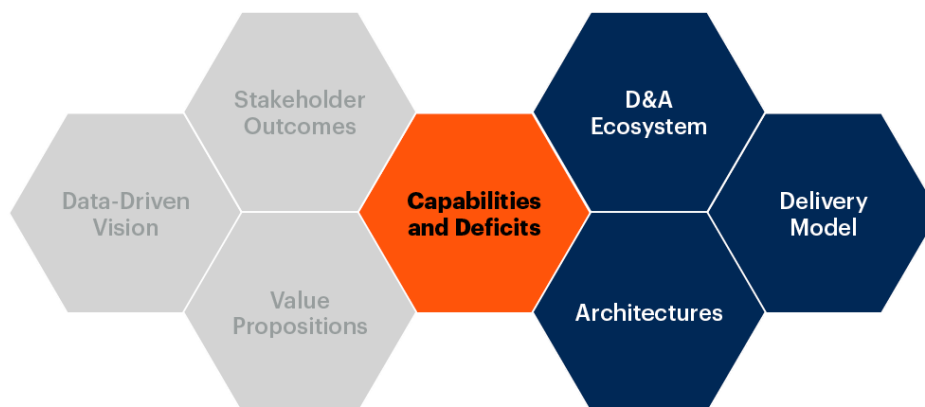 Stakeholder
Outcomes
D&A
Ecosystem
Data-Driven
Vision
Capabilities
and Deficits
Delivery
Model
Value
Propositions
Architectures